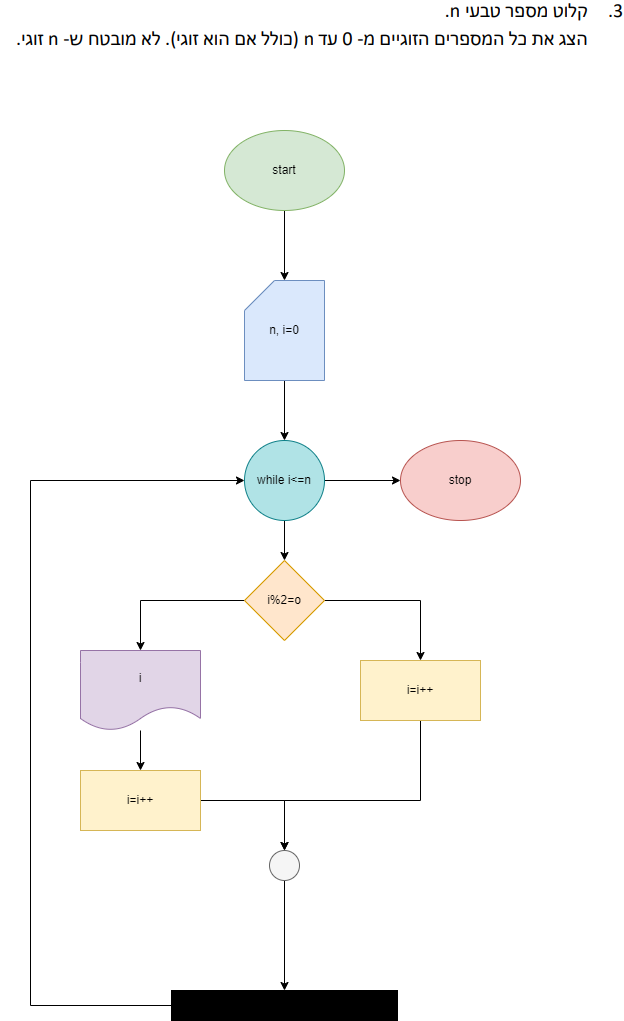 3. קלוט מספר טבעי n.
הצג את כל המספרים הזוגיים מ- 0 עד n (כולל אם הוא זוגי). לא מובטח ש- n זוגי.
start
n, i=0
while i<=n
stop
i%2=o
i
i=i++
i=i++